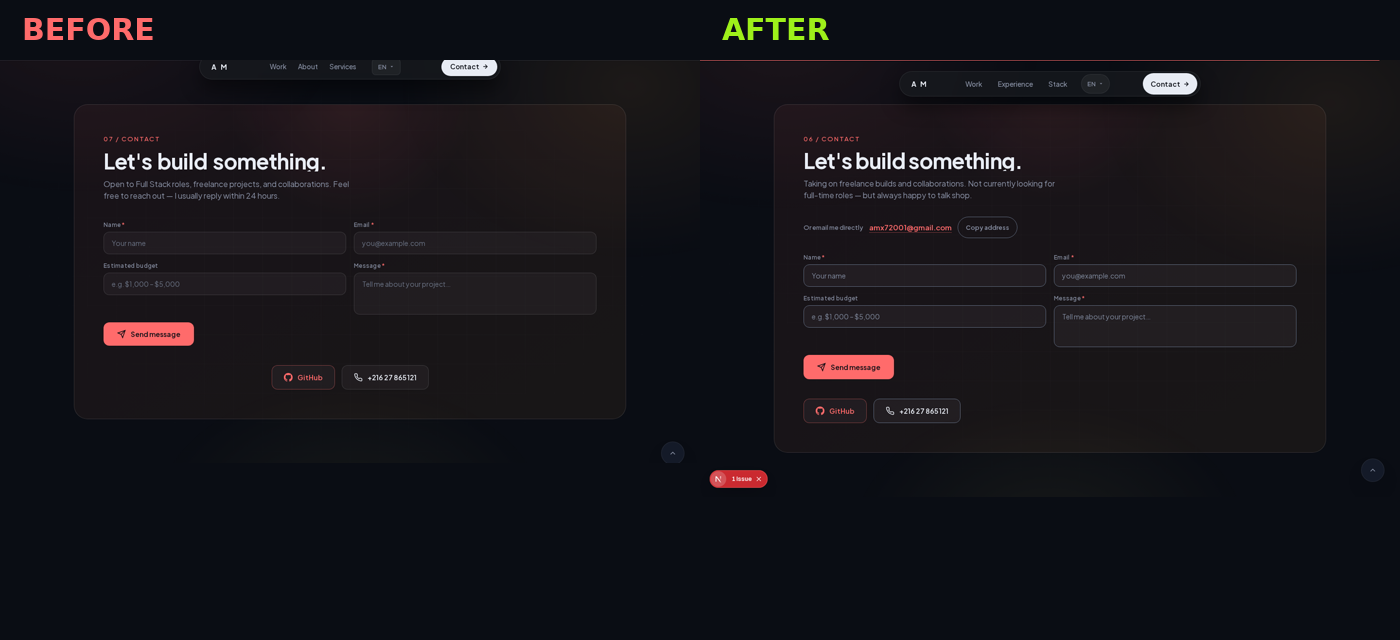 BEFORE
A M
Work
About
Services
EN
Contact →
07 / CONTACT
Let's build something.
Open to Full Stack roles, freelance projects, and collaborations. Feel
free to reach out — I usually reply within 24 hours.
Name *
Email *
Your name
you@example.com
Estimated budget
Message *
e.g. $1,000 – $5,000
Tell me about your project...
Send message
GitHub
+216 27 865 121
AFTER
A M
Work
Experience
Stack
EN
Contact →
06 / CONTACT
Let's build something.
Taking on freelance builds and collaborations. Not currently looking for
full-time roles — but always happy to talk shop.
Or email me directly
amx72001@gmail.com
Copy address
Name *
Email *
Your name
you@example.com
Estimated budget
Message *
e.g. $1,000 – $5,000
Tell me about your project...
Send message
GitHub
+216 27 865 121
N
1 Issue